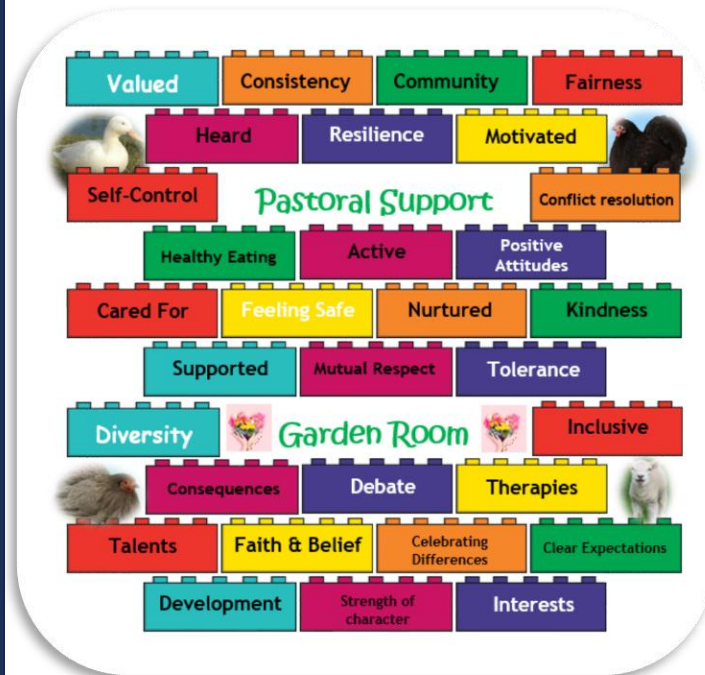 Valued Consistency Community Fairness
Heard Resilience Motivated
Self-Control Pastoral Support Conflict resolution
Healthy Eating Active Positive
Attitudes
Cared For Feeling Safe Nurtured Kindness
Supported Mutual Respect Tolerance
Diversity Garden Room Inclusive
Consequences Debate Therapies
Talents Faith & Belief Celebrating
Differences Clear Expectations
Development Strength of
character Interests